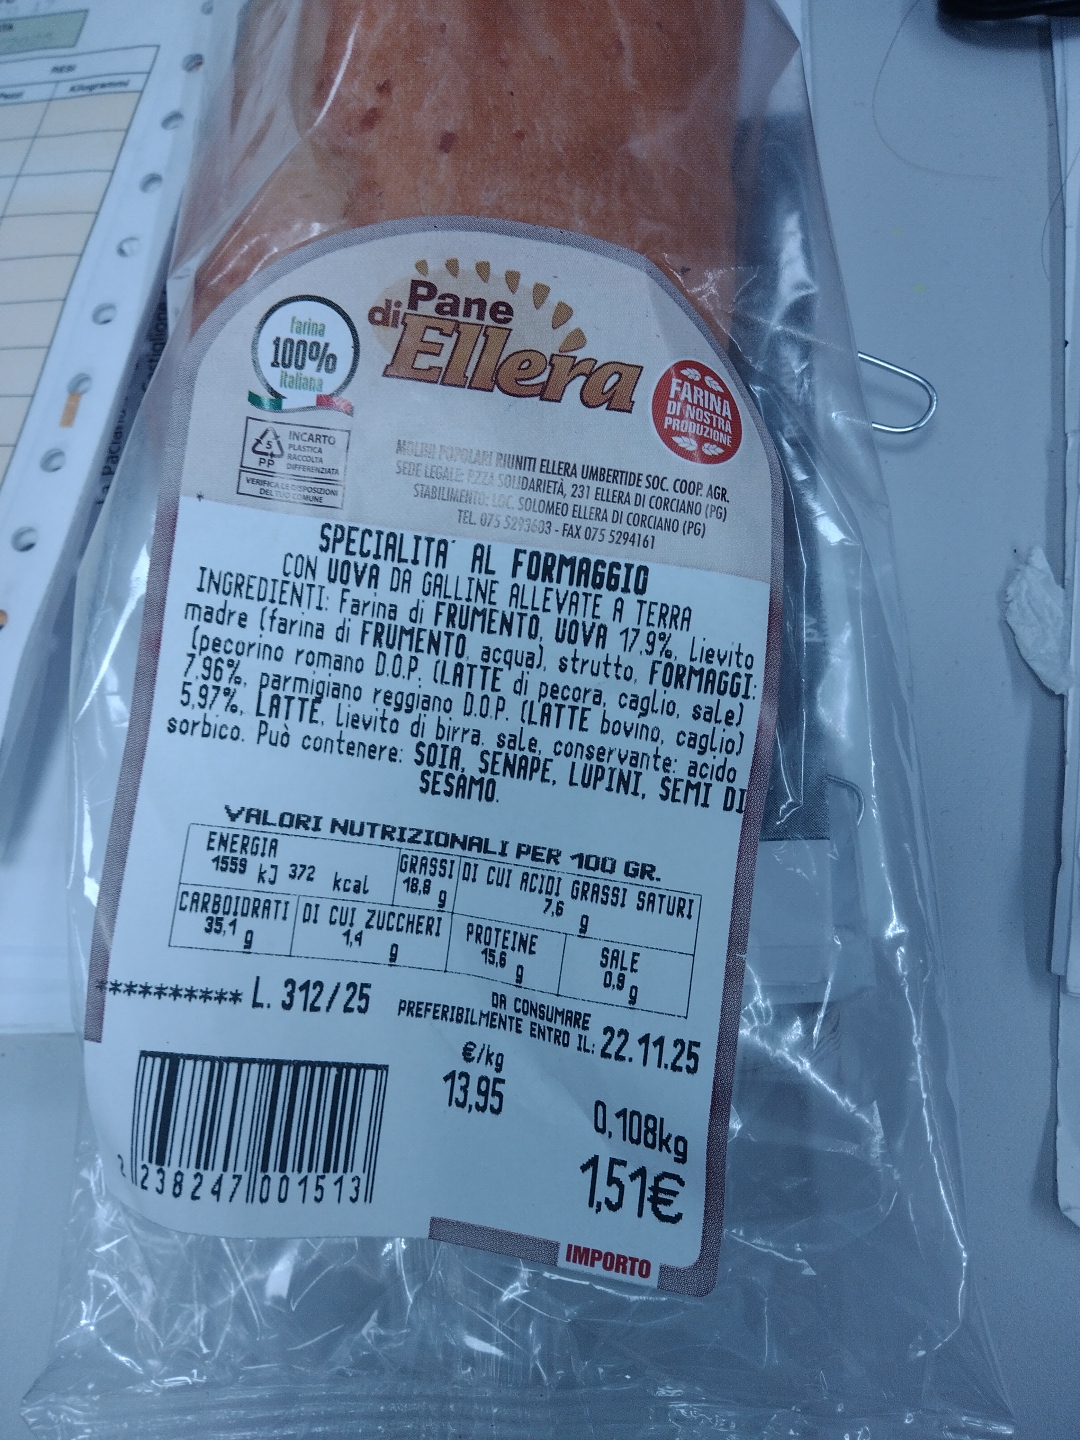 MESI
Pezzi
Kilogrammi
Pane
di Ellera
farina
100%
italiana
FARINA
DI NOSTRA
PRODUZIONE
5
PP
INCARTO
PLASTICA
RACCOLTA
DIFFERENZIATA
VERIFICA LE DISPOSIZIONI
DEL TUO COMUNE
MOLINI POPOLARI RIUNITI ELLERA UMBERTIDE SOC. COOP. AGR.
SEDE LEGALE: P.ZZA SOLIDARIETÀ, 231 ELLERA DI CORCIANO (PG)
STABILIMENTO: LOC. SOLOMEO ELLERA DI CORCIANO (PG)
TEL. 075 5293603 - FAX 075 5294161
SPECIALITA' AL FORMAGGIO
CON UOVA DA GALLINE ALLEVATE A TERRA
INGREDIENTI: Farina di FRUMENTO, UOVA 17,9%, Lievito
madre (farina di FRUMENTO, acqua), strutto, FORMAGGI:
(pecorino romano D.O.P. (LATTE di pecora, caglio, sale)
7,96%, parmigiano reggiano D.O.P. (LATTE bovino, caglio)
5,97%, LATTE, Lievito di birra, sale, conservante: acido
sorbico. Può contenere: SOIA, SENAPE, LUPINI, SEMI DI
SESAMO.
VALORI NUTRIZIONALI PER 100 GR.
ENERGIA
1559 kJ 372 kcal
GRASSI
18,8 g
DI CUI ACIDI GRASSI SATURI
7,6 g
CARBOIDRATI
35,1 g
DI CUI ZUCCHERI
1,4 g
PROTEINE
15,6 g
SALE
0,9 g
********** L. 312/25
DA CONSUMARE
PREFERIBILMENTE ENTRO IL: 22.11.25
€/kg
13,95
0,108kg
1,51€
2 238247 001513
IMPORTO